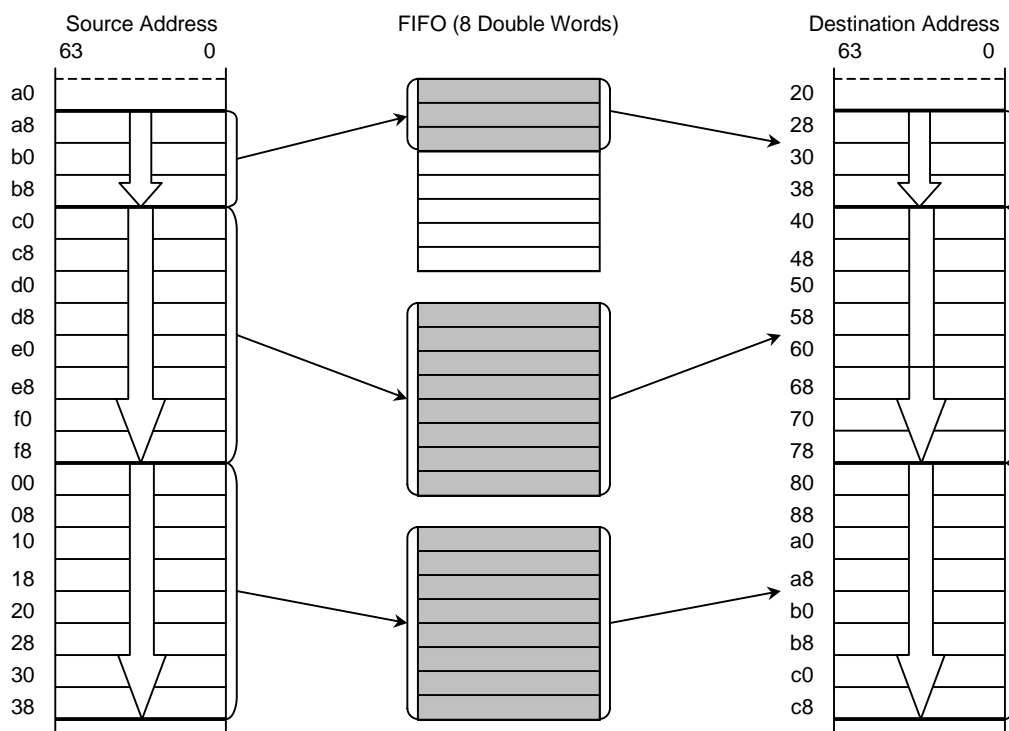 Source Address
FIFO (8 Double Words)
Destination Address
63 0
63 0
a0
a8
b0
b8
c0
c8
d0
d8
e0
e8
f0
f8
00
08
10
18
20
28
30
38
20
28
30
38
40
48
50
58
60
68
70
78
80
88
a0
a8
b0
b8
c0
c8